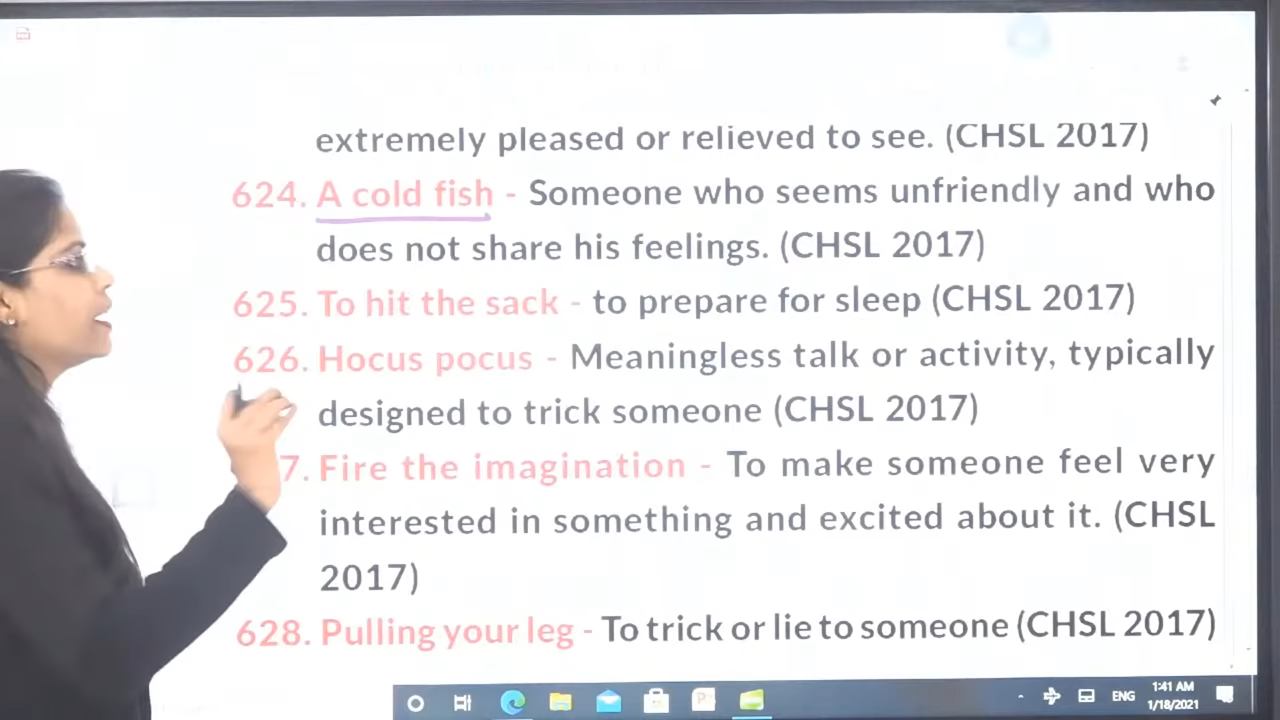 extremely pleased or relieved to see. (CHSL 2017)
624. A cold fish - Someone who seems unfriendly and who
does not share his feelings. (CHSL 2017)
625. To hit the sack - to prepare for sleep (CHSL 2017)
626. Hocus pocus - Meaningless talk or activity, typically
designed to trick someone (CHSL 2017)
7. Fire the imagination - To make someone feel very
interested in something and excited about it. (CHSL
2017)
628. Pulling your leg - To trick or lie to someone (CHSL 2017)
ENG
1:41 AM
1/18/2021